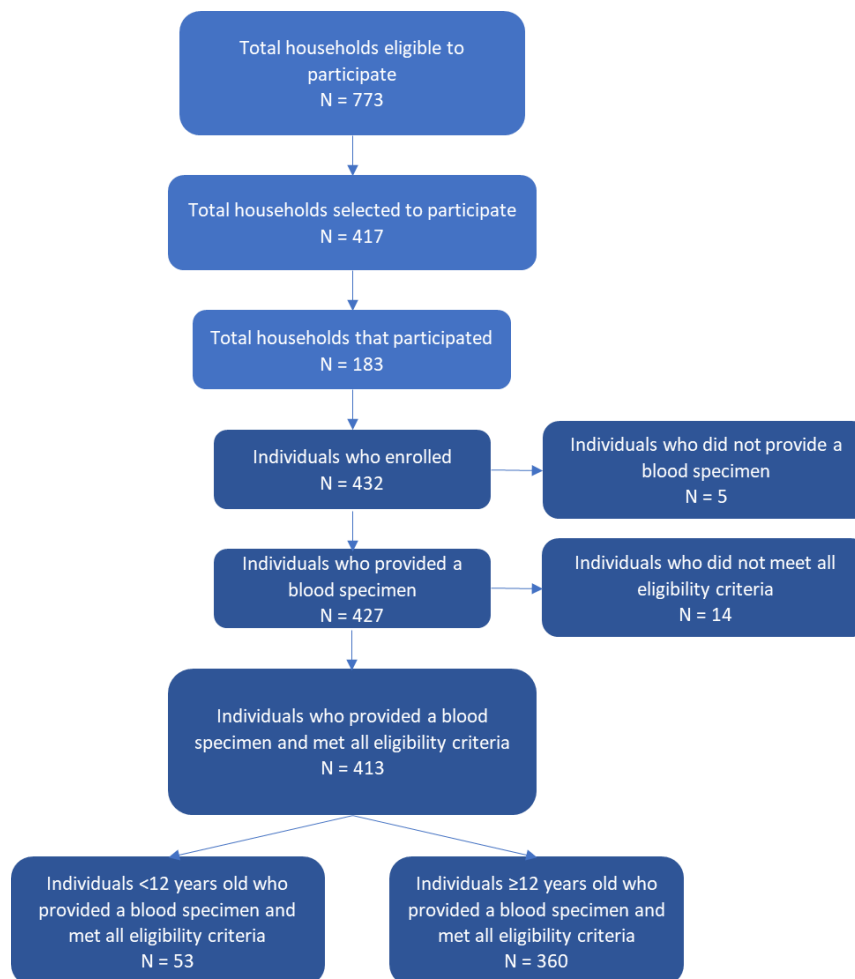 Total households eligible to
participate
N = 773
Total households selected to participate
N = 417
Total households that participated
N = 183
Individuals who enrolled
N = 432
Individuals who did not provide a
blood specimen
N = 5
Individuals who provided a
blood specimen
N = 427
Individuals who did not meet all
eligibility criteria
N = 14
Individuals who provided a blood
specimen and met all eligibility criteria
N = 413
Individuals <12 years old who
provided a blood specimen and
met all eligibility criteria
N = 53
Individuals ≥12 years old who
provided a blood specimen and
met all eligibility criteria
N = 360